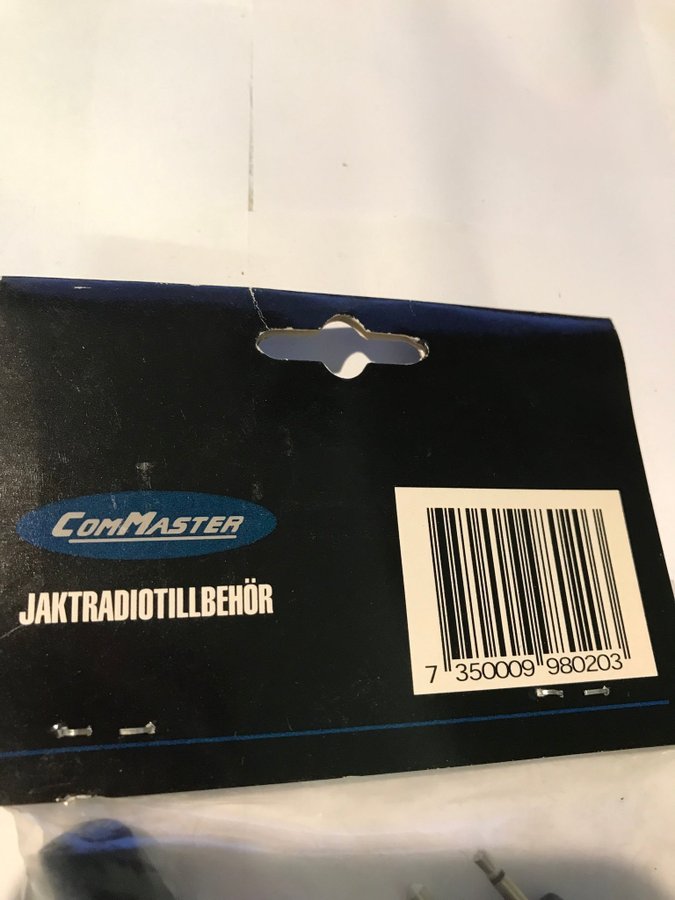 COMMASTER
JAKTRADIOTILLBEHÖR
7 350009 980203